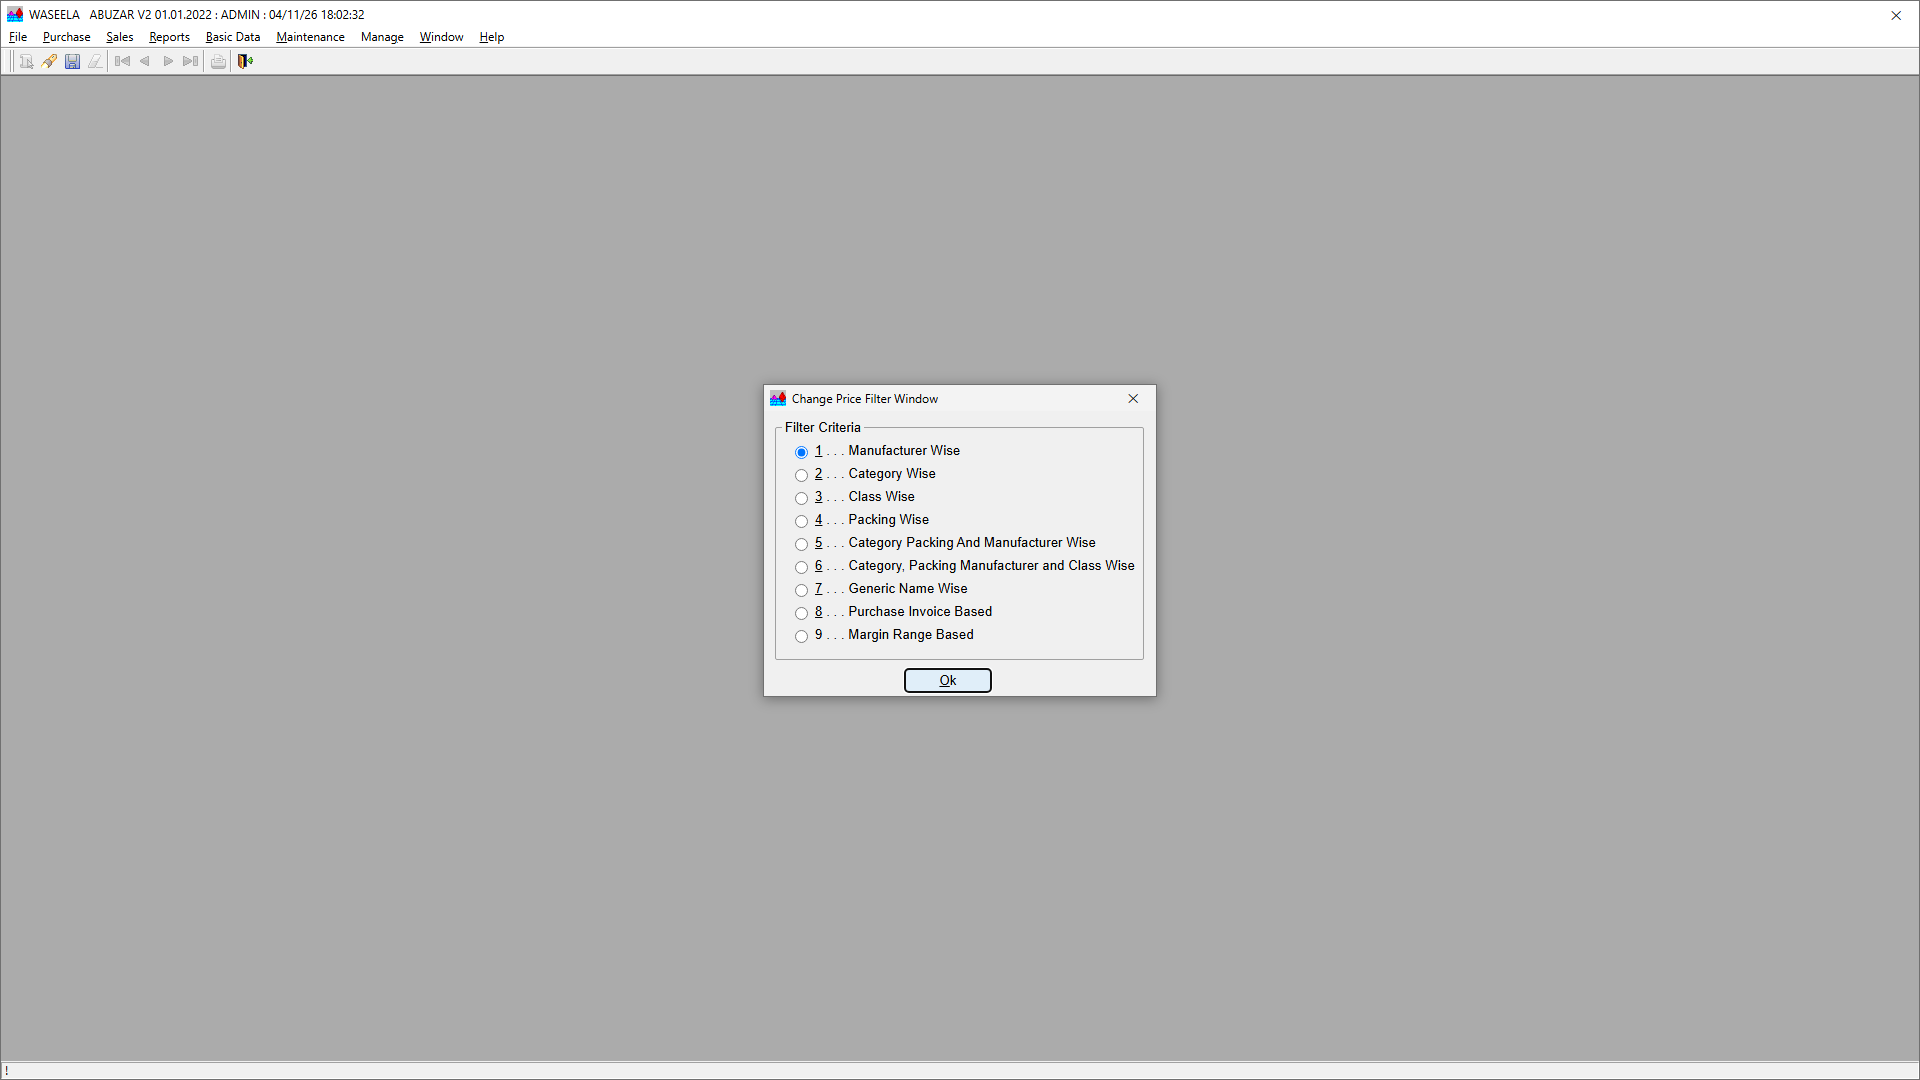 WASEELA   ABUZAR V2 01.01.2022 : ADMIN : 04/11/26 18:02:32
File Purchase Sales Reports Basic Data Maintenance Manage Window Help
Change Price Filter Window
Filter Criteria
1 . . . Manufacturer Wise
2 . . . Category Wise
3 . . . Class Wise
4 . . . Packing Wise
5 . . . Category Packing And Manufacturer Wise
6 . . . Category, Packing Manufacturer and Class Wise
7 . . . Generic Name Wise
8 . . . Purchase Invoice Based
9 . . . Margin Range Based
Ok
!